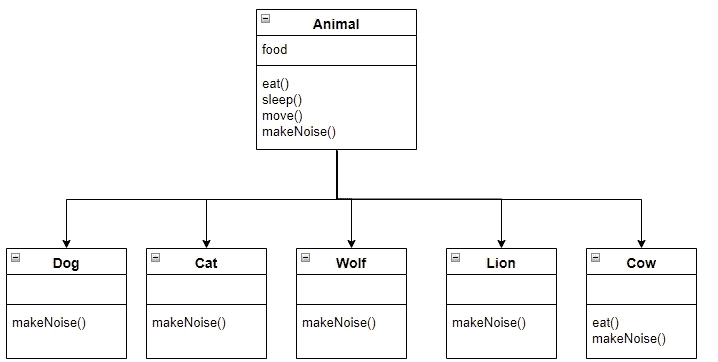 Animal
food
eat()
sleep()
move()
makeNoise()
Dog
makeNoise()
Cat
makeNoise()
Wolf
makeNoise()
Lion
makeNoise()
Cow
eat()
makeNoise()